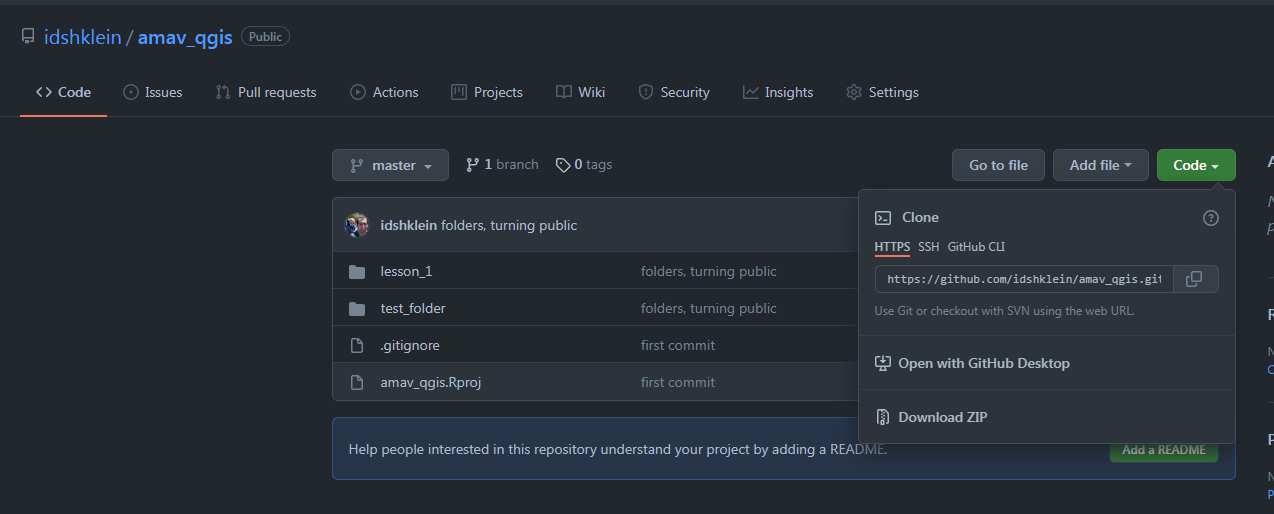 idshklein / amav_qgis Public
Code Issues Pull requests Actions Projects Wiki Security Insights Settings
master 1 branch 0 tags Go to file Add file Code
idshklein folders, turning public
lesson_1 folders, turning public
test_folder folders, turning public
.gitignore first commit
amav_qgis.Rproj first commit
Help people interested in this repository understand your project by adding a README. Add a README
Clone
HTTPS SSH GitHub CLI
https://github.com/idshklein/amav_qgis.git
Use Git or checkout with SVN using the web URL.
Open with GitHub Desktop
Download ZIP